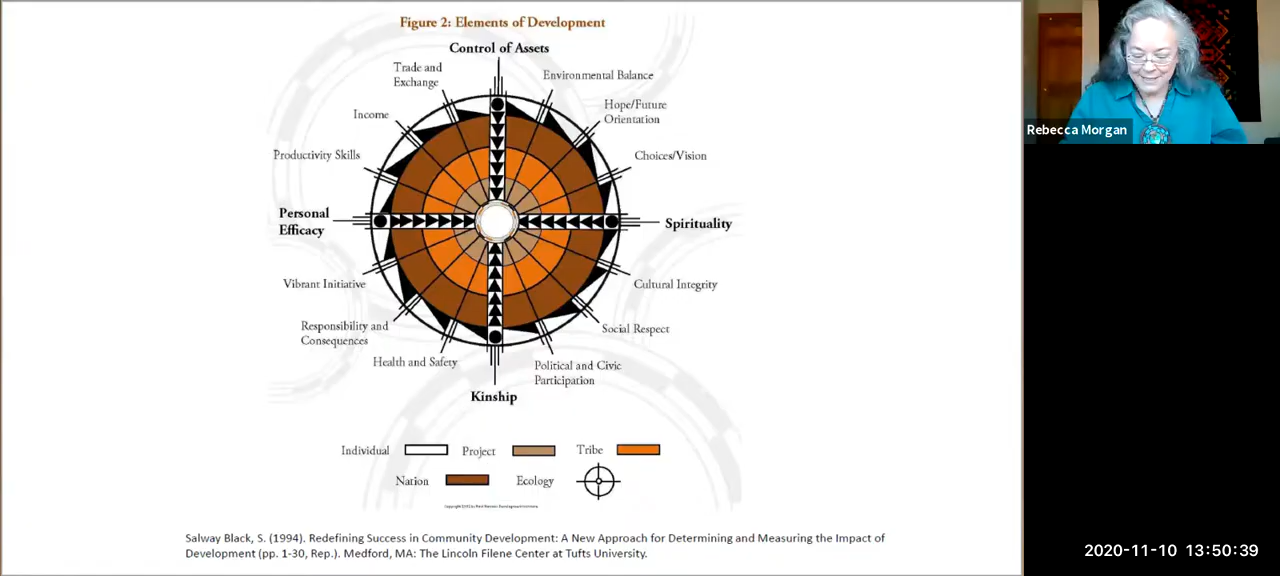 Figure 2: Elements of Development
Control of Assets
Trade and
Exchange
Environmental Balance
Income
Hope/Future
Orientation
Productivity Skills
Choices/Vision
Personal
Efficacy
Spirituality
Vibrant Initiative
Cultural Integrity
Responsibility and
Consequences
Social Respect
Health and Safety
Political and Civic
Participation
Kinship
Individual
Project
Tribe
Nation
Ecology
Salway Black, S. (1994). Redefining Success in Community Development: A New Approach for Determining and Measuring the Impact of
Development (pp. 1-30, Rep.). Medford, MA: The Lincoln Filene Center at Tufts University.
Rebecca Morgan
2020-11-10 13:50:39